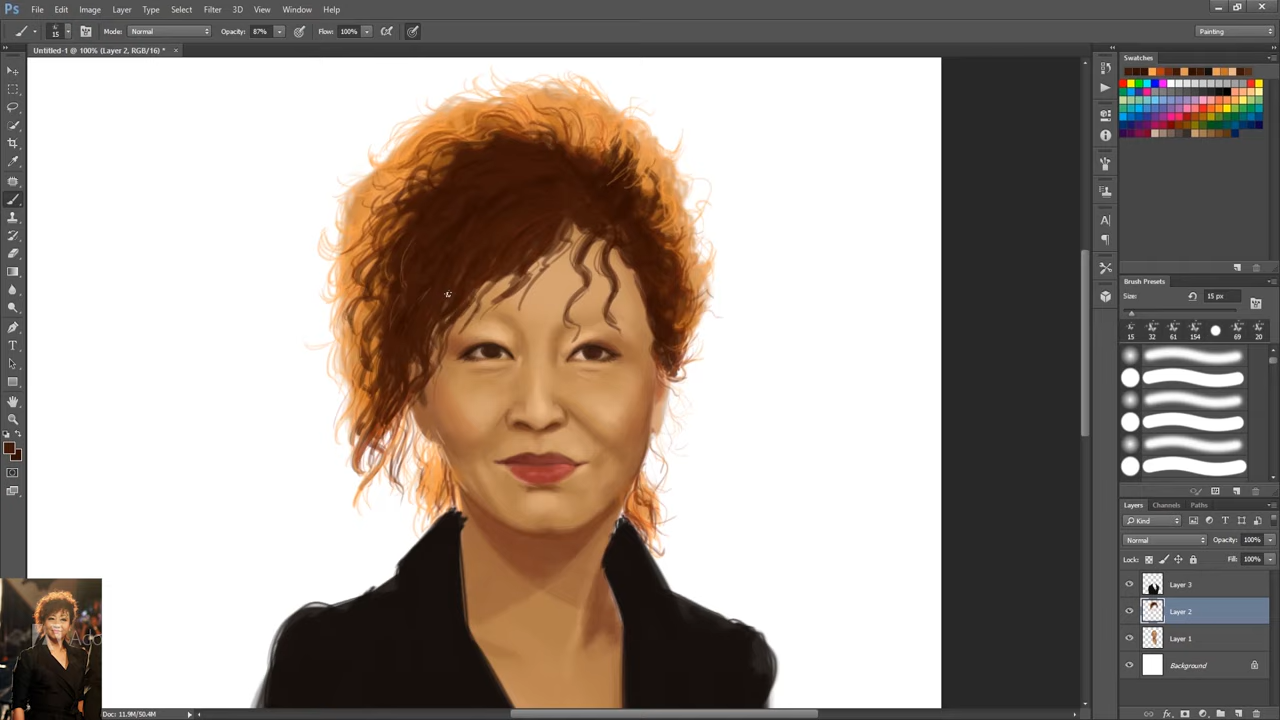 Ps File Edit Image Layer Type Select Filter 3D View Window Help
15 Mode: Normal Opacity: 87% Flow: 100% Painting
Untitled-1 @ 100% (Layer 2, RGB/16) * ×
Swatches
Brush Presets
Size: 15 px
15 32 61 154 69 20
Layers Channels Paths
Kind
Normal Opacity: 100%
Lock: Fill: 100%
Layer 3
Layer 2
Layer 1
Background
Doc: 11.9M/50.4M